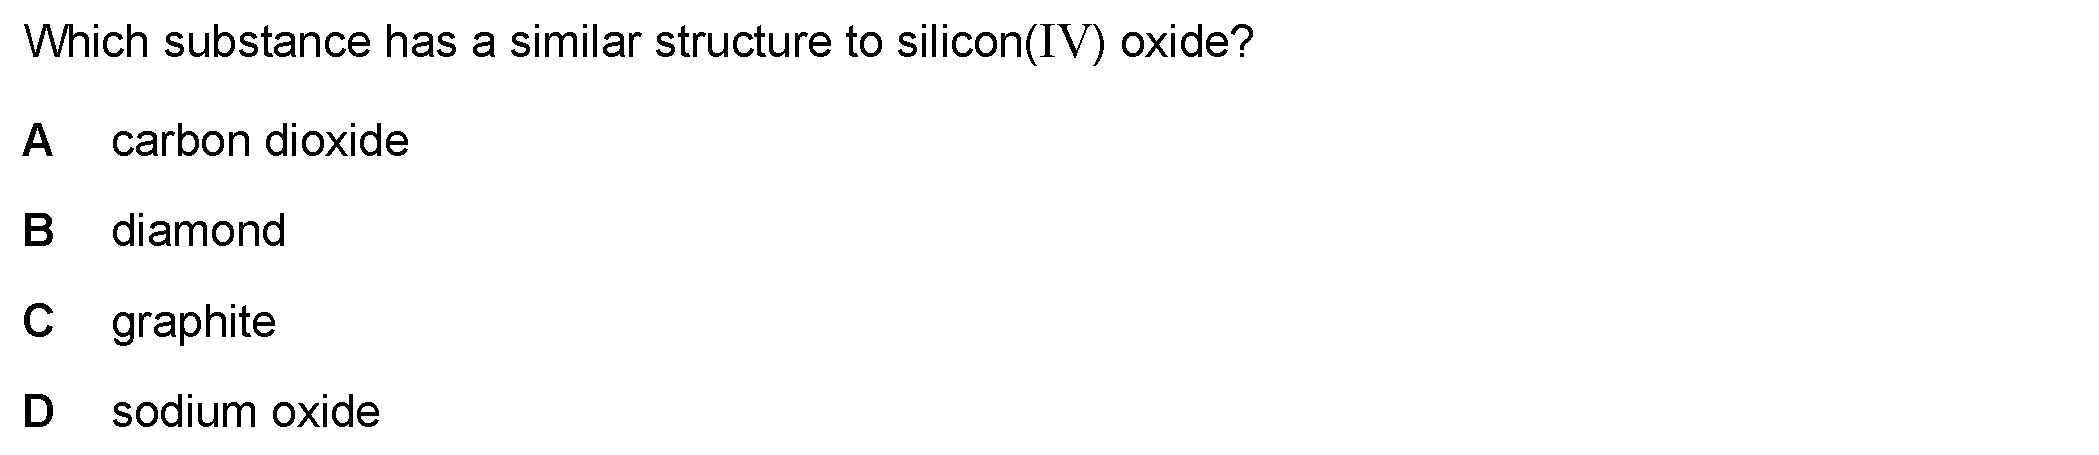 Which substance has a similar structure to silicon(IV) oxide?
A carbon dioxide
B diamond
C graphite
D sodium oxide